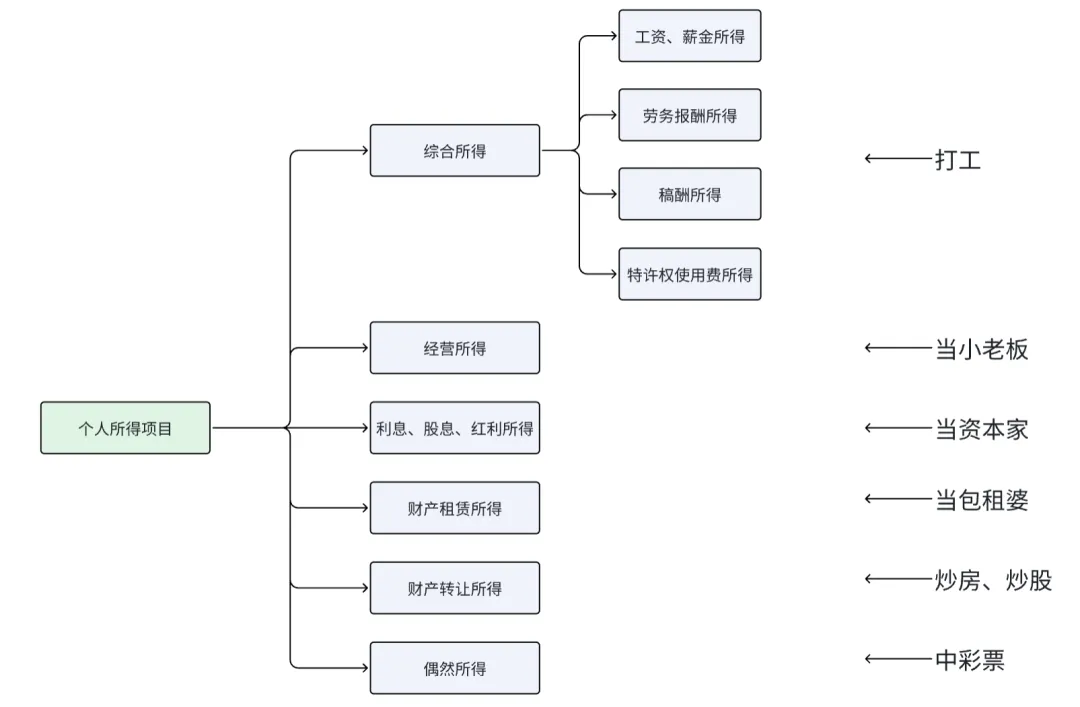 工资、薪金所得
劳务报酬所得
综合所得
打工
稿酬所得
特许权使用费所得
经营所得
当小老板
个人所得项目
利息、股息、红利所得
当资本家
财产租赁所得
当包租婆
财产转让所得
炒房、炒股
偶然所得
中彩票